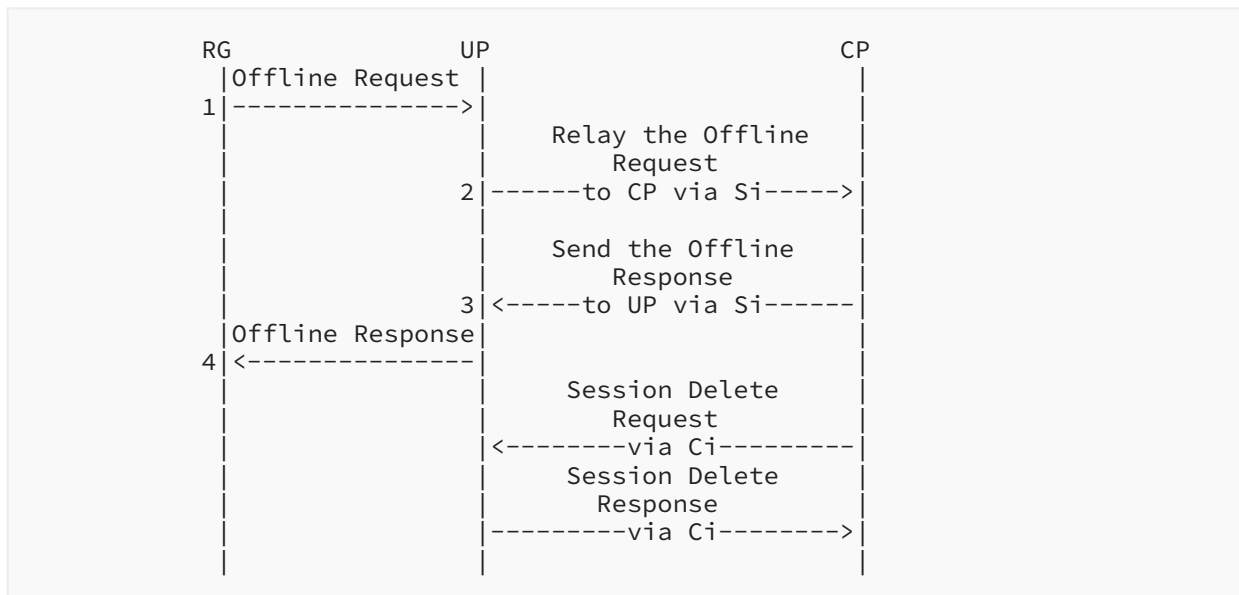 RG UP CP
|Offline Request | |
1|--------------->| |
| | Relay the Offline |
| | Request |
| 2|------to CP via Si----->|
| | |
| | Send the Offline |
| | Response |
| 3|<-----to UP via Si------|
|Offline Response| |
4|<---------------| |
| | Session Delete |
| | Request |
| |<--------via Ci---------|
| | Session Delete |
| | Response |
| |---------via Ci-------->|
| | |